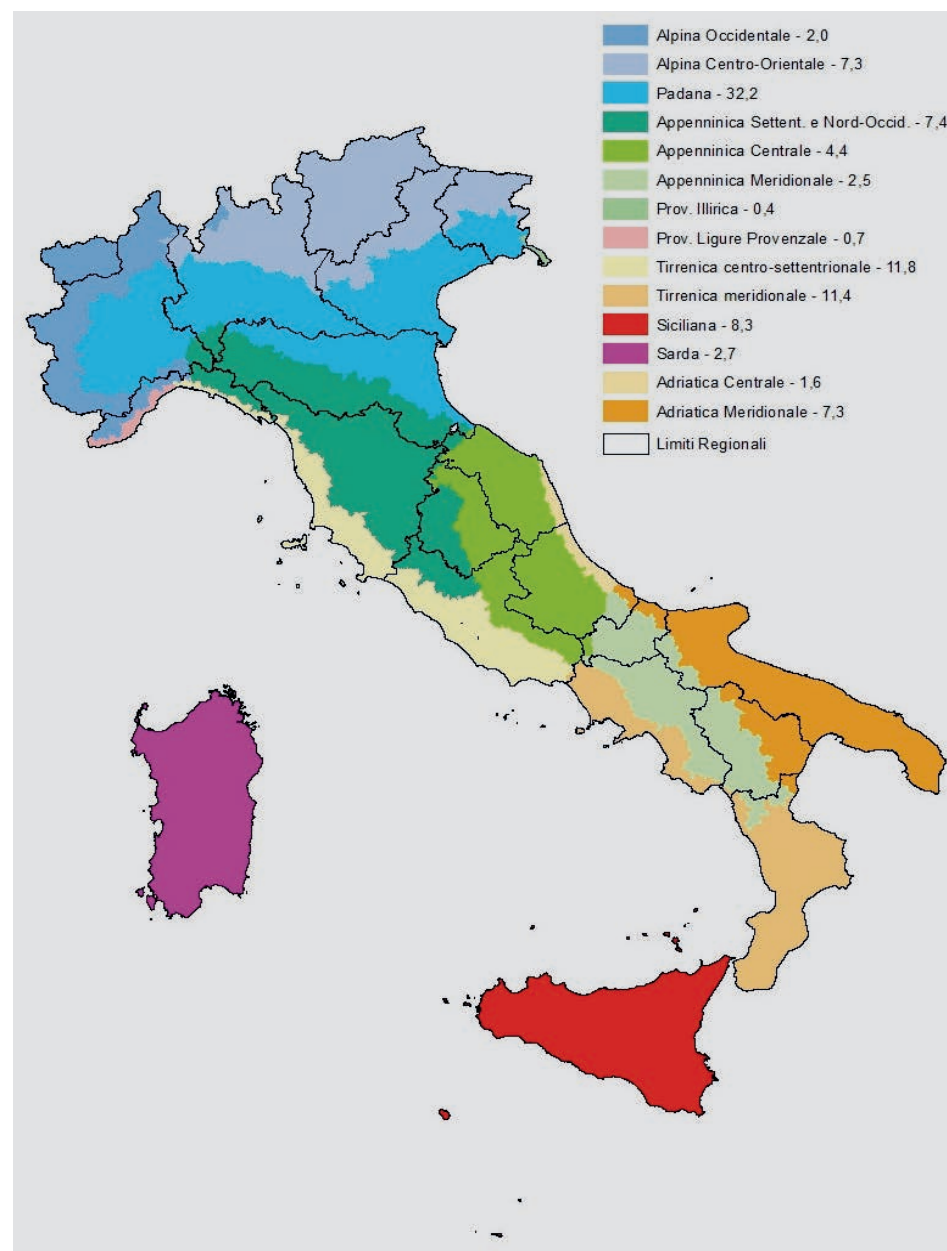 Alpina Occidentale - 2,0
Alpina Centro-Orientale - 7,3
Padana - 32,2
Appenninica Settent. e Nord-Occid. - 7,4
Appenninica Centrale - 4,4
Appenninica Meridionale - 2,5
Prov. Illirica - 0,4
Prov. Ligure Provenzale - 0,7
Tirrenica centro-settentrionale - 11,8
Tirrenica meridionale - 11,4
Siciliana - 8,3
Sarda - 2,7
Adriatica Centrale - 1,6
Adriatica Meridionale - 7,3
Limiti Regionali